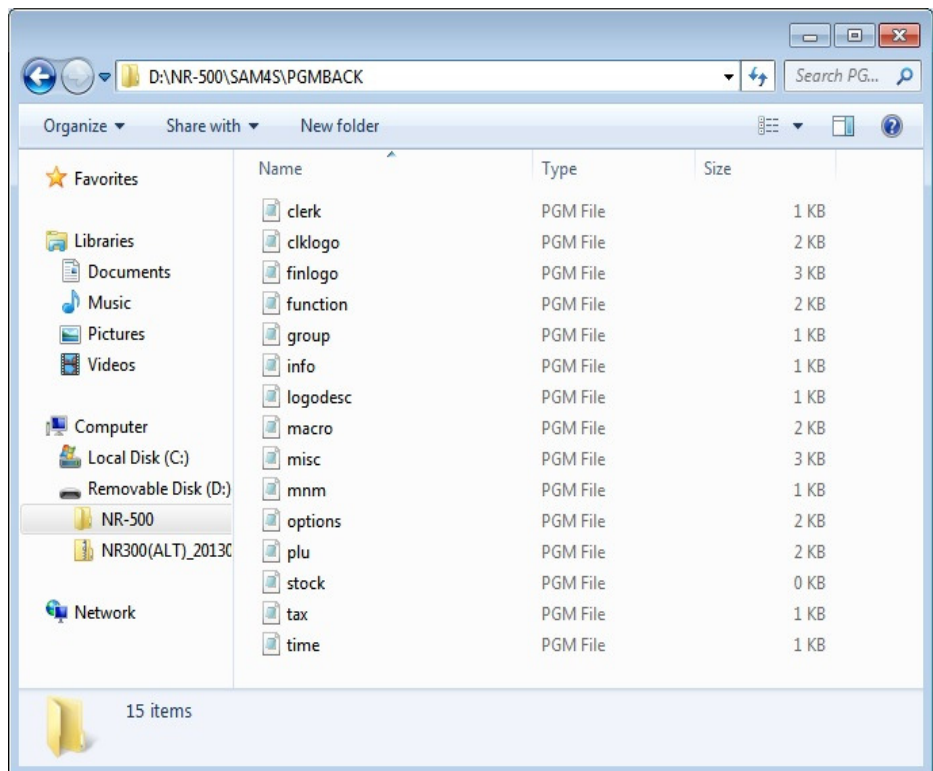 D:\NR-500\SAM4S\PGMBACK
Search PG...
Organize Share with New folder
Favorites
Libraries
Documents
Music
Pictures
Videos
Computer
Local Disk (C:)
Removable Disk (D:)
NR-500
NR300(ALT)_20130
Network
Name Type Size
clerk PGM File 1 KB
clklogo PGM File 2 KB
finlogo PGM File 3 KB
function PGM File 2 KB
group PGM File 1 KB
info PGM File 1 KB
logodesc PGM File 1 KB
macro PGM File 2 KB
misc PGM File 3 KB
mnm PGM File 1 KB
options PGM File 2 KB
plu PGM File 2 KB
stock PGM File 0 KB
tax PGM File 1 KB
time PGM File 1 KB
15 items